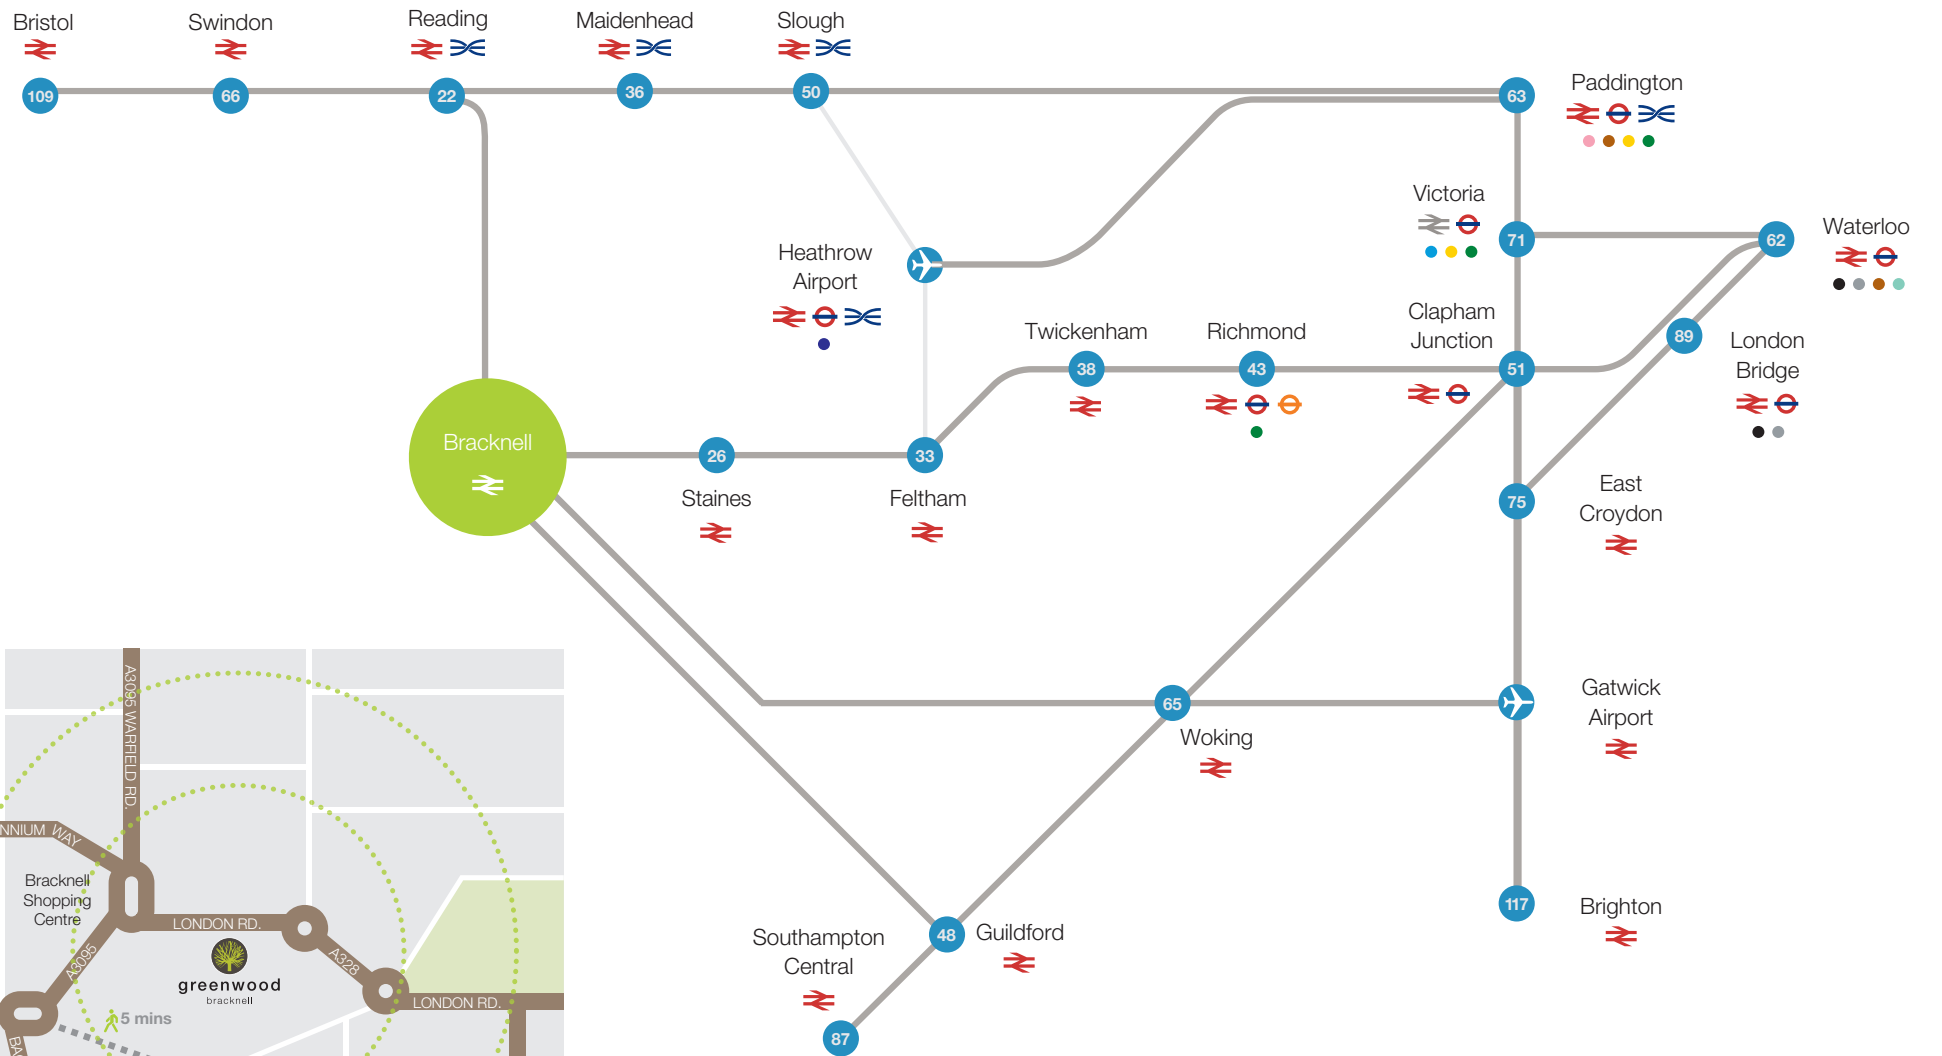 Bristol
109
Swindon
66
Reading
22
Maidenhead
36
Slough
50
Paddington
63
Victoria
71
Waterloo
62
Heathrow
Airport
Twickenham
38
Richmond
43
Clapham
Junction
51
London
Bridge
89
Bracknell
Staines
26
Feltham
33
East
Croydon
75
Gatwick
Airport
Woking
65
Brighton
117
Guildford
48
Southampton
Central
87
A3095 WARFIELD RD.
NNIUM WAY
Bracknell
Shopping
Centre
LONDON RD.
A3095
A328
greenwood
bracknell
LONDON RD.
5 mins
BA